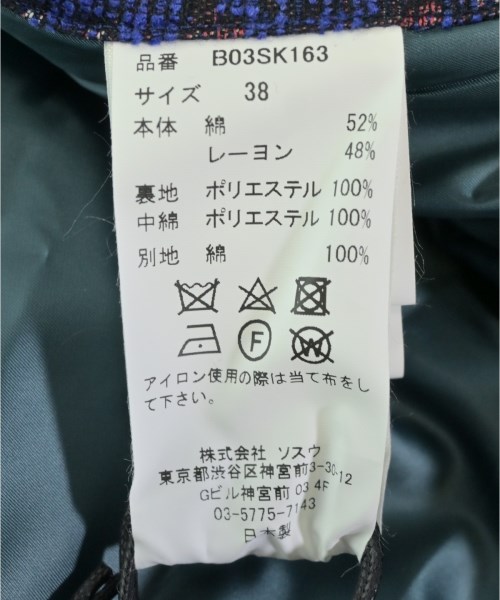 品番 B03SK163
サイズ 38
本体 綿 52%
レーヨン 48%
裏地 ポリエステル 100%
中綿 ポリエステル 100%
別地 綿 100%
F W
アイロン使用の際は当て布をし
て下さい。
株式会社 ソスウ
東京都渋谷区神宮前3-30-12
Gビル神宮前 03 4F
03-5775-7143
日本製